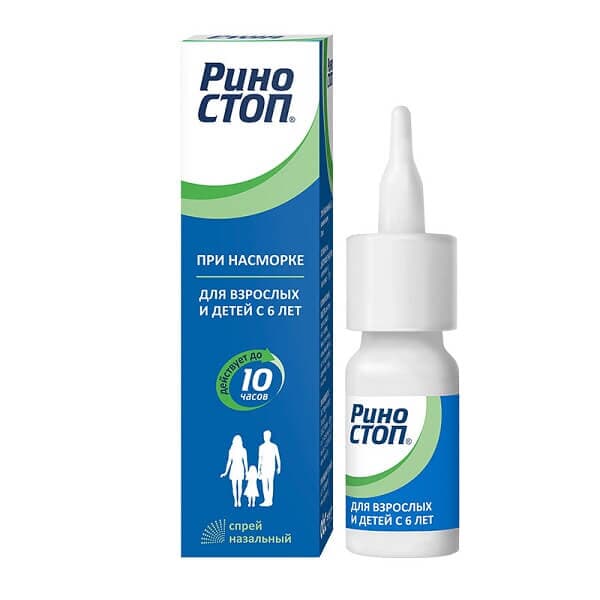 Рино
СТОП®
ПРИ НАСМОРКЕ
ДЛЯ ВЗРОСЛЫХ
И ДЕТЕЙ С 6 ЛЕТ
действует до
10
часов
спрей
назальный
Рино
СТОП®
ДЛЯ ВЗРОСЛЫХ
И ДЕТЕЙ С 6 ЛЕТ